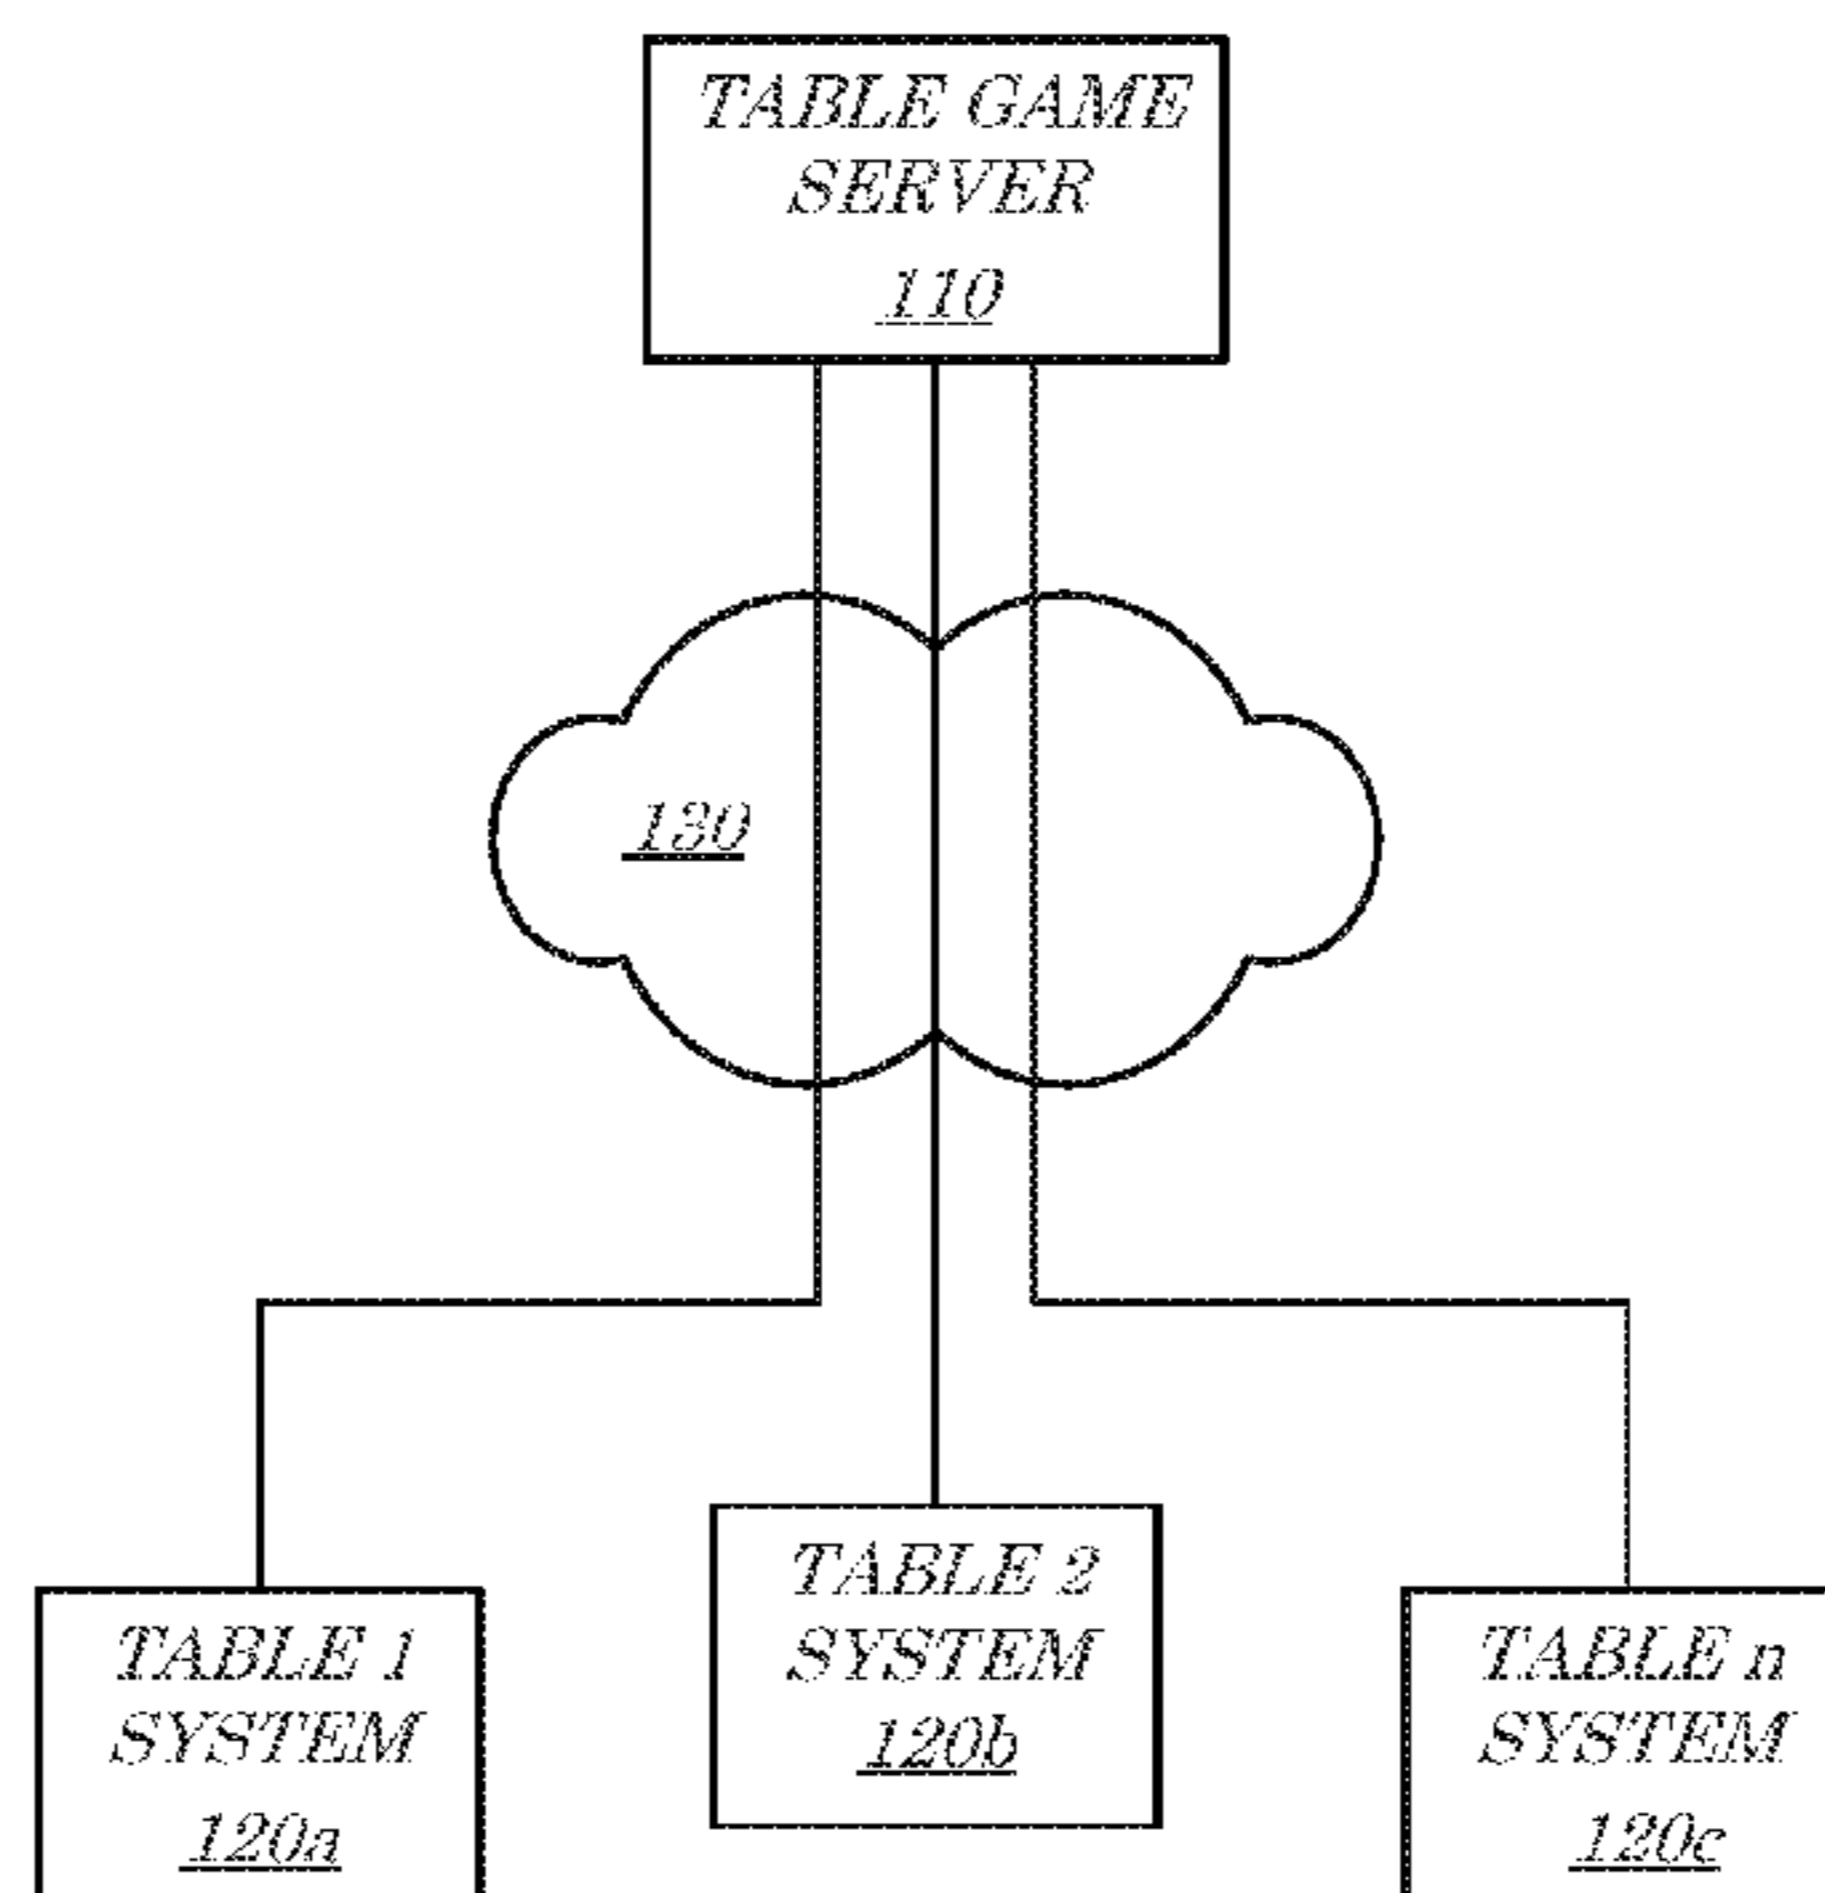 TABLE GAME
SERVER
110
130
TABLE 1
SYSTEM
120a
TABLE 2
SYSTEM
120b
TABLE n
SYSTEM
120c